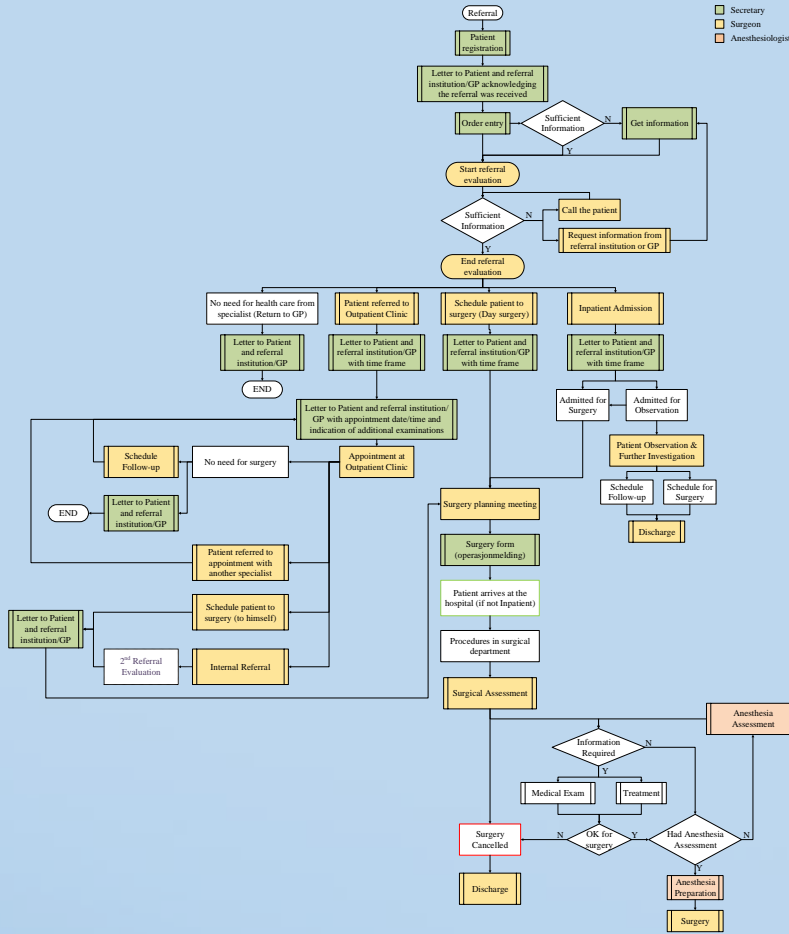 Referral
Secretary
Surgeon
Anesthesiologist
Patient
registration
Letter to Patient and referral
institution/GP acknowledging
the referral was received
Order entry
Sufficient
Information
N
Get information
Y
Start referral
evaluation
Sufficient
Information
N
Call the patient
Request information from
referral institution or GP
Y
End referral
evaluation
No need for health care from
specialist (Return to GP)
Patient referred to
Outpatient Clinic
Schedule patient to
surgery (Day surgery)
Inpatient Admission
Letter to Patient
and referral
institution/GP
Letter to Patient and
referral institution/GP
with time frame
Letter to Patient and
referral institution/GP
with time frame
Letter to Patient and
referral institution/GP
with time frame
END
Letter to Patient and referral institution/
GP with appointment date/time and
indication of additional examinations
Admitted for
Surgery
Admitted for
Observation
Schedule
Follow-up
No need for surgery
Appointment at
Outpatient Clinic
Patient Observation &
Further Investigation
Schedule
Follow-up
Schedule for
Surgery
END
Letter to Patient
and referral
institution/GP
Surgery planning meeting
Discharge
Surgery form
(operasjonmelding)
Patient referred to
appointment with
another specialist
Patient arrives at the
hospital (if not Inpatient)
Letter to Patient
and referral
institution/GP
Schedule patient to
surgery (to himself)
Procedures in surgical
department
2nd Referral
Evaluation
Internal Referral
Surgical Assessment
Anesthesia
Assessment
Information
Required
N
Y
Medical Exam
Treatment
Surgery
Cancelled
N
OK for
surgery
Y
Had Anesthesia
Assessment
N
Y
Discharge
Anesthesia
Preparation
Surgery